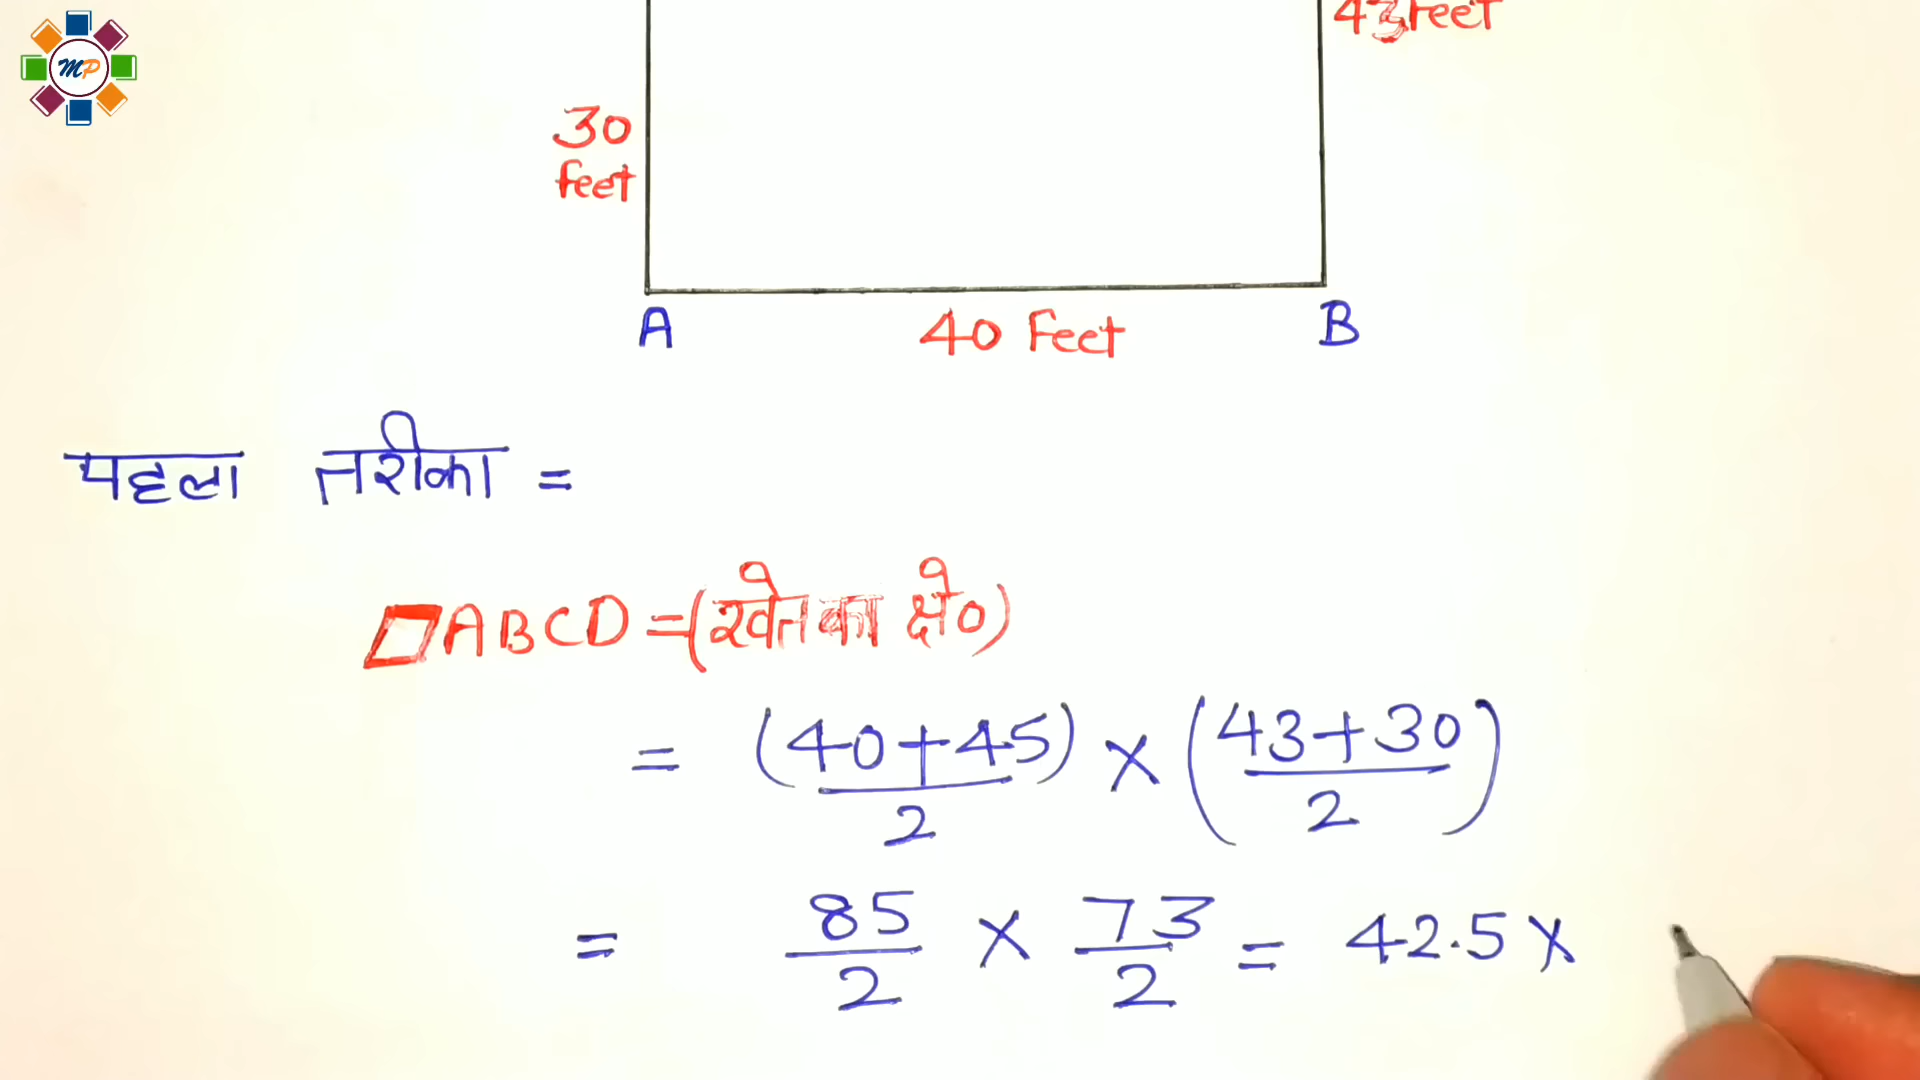 MP
43 Feet
30
feet
A
40 Feet
B
पहला तरीका =
▱ABCD=(खेत का क्षे०)
= (40+45)/2 × (43+30)/2
= 85/2 × 73/2 = 42.5 ×